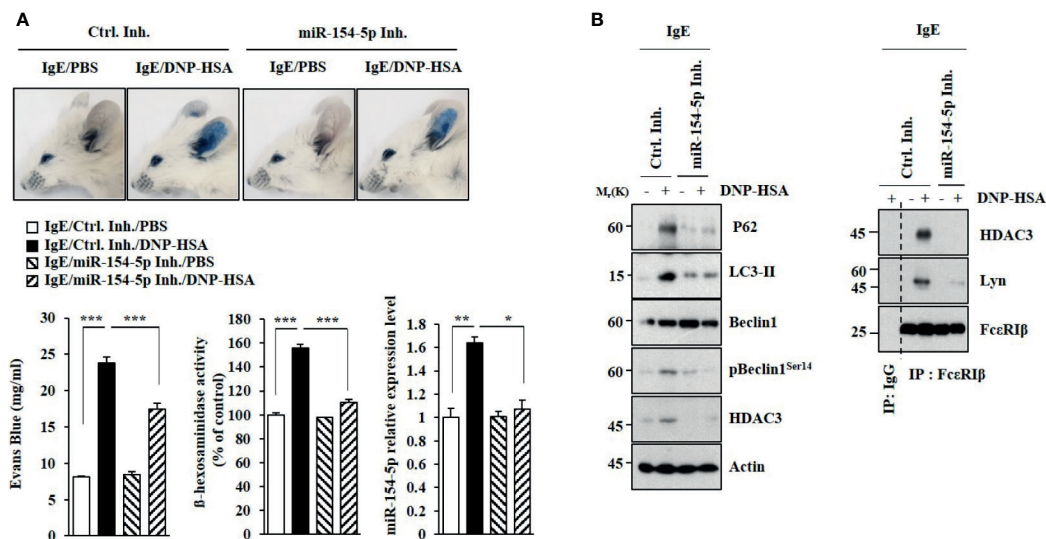 A
Ctrl. Inh. miR-154-5p Inh.
IgE/PBS IgE/DNP-HSA IgE/PBS IgE/DNP-HSA
IgE/Ctrl. Inh./PBS
IgE/Ctrl. Inh./DNP-HSA
IgE/miR-154-5p Inh./PBS
IgE/miR-154-5p Inh./DNP-HSA
Evans Blue (mg/ml)
30
25
20
15
10
5
0
*** ***
ß-hexosaminidase activity
(% of control)
180
160
140
120
100
80
60
40
20
0
*** ***
miR-154-5p relative expression level
1.8
1.6
1.4
1.2
1
0.8
0.6
0.4
0.2
0
** *
B
IgE
Ctrl. Inh. miR-154-5p Inh.
Mr(K) - + - + DNP-HSA
60 P62
15 LC3-II
60 Beclin1
60 pBeclin1Ser14
45 HDAC3
45 Actin
IgE
Ctrl. Inh. miR-154-5p Inh.
+ - + - + DNP-HSA
45 HDAC3
60
45 Lyn
25 FcεRIβ
IP: IgG IP : FcεRIβ